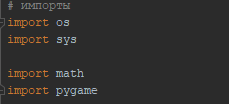 # импорты
import os
import sys
import math
import pygame